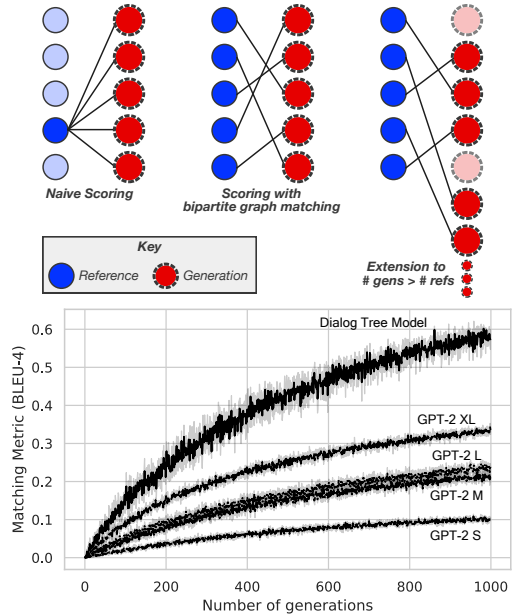 Naive Scoring
Scoring with
bipartite graph matching
Key
Reference
Generation
Extension to
# gens > # refs
Dialog Tree Model
GPT-2 XL
GPT-2 L
GPT-2 M
GPT-2 S
Matching Metric (BLEU-4)
0.6
0.5
0.4
0.3
0.2
0.1
0.0
0 200 400 600 800 1000
Number of generations